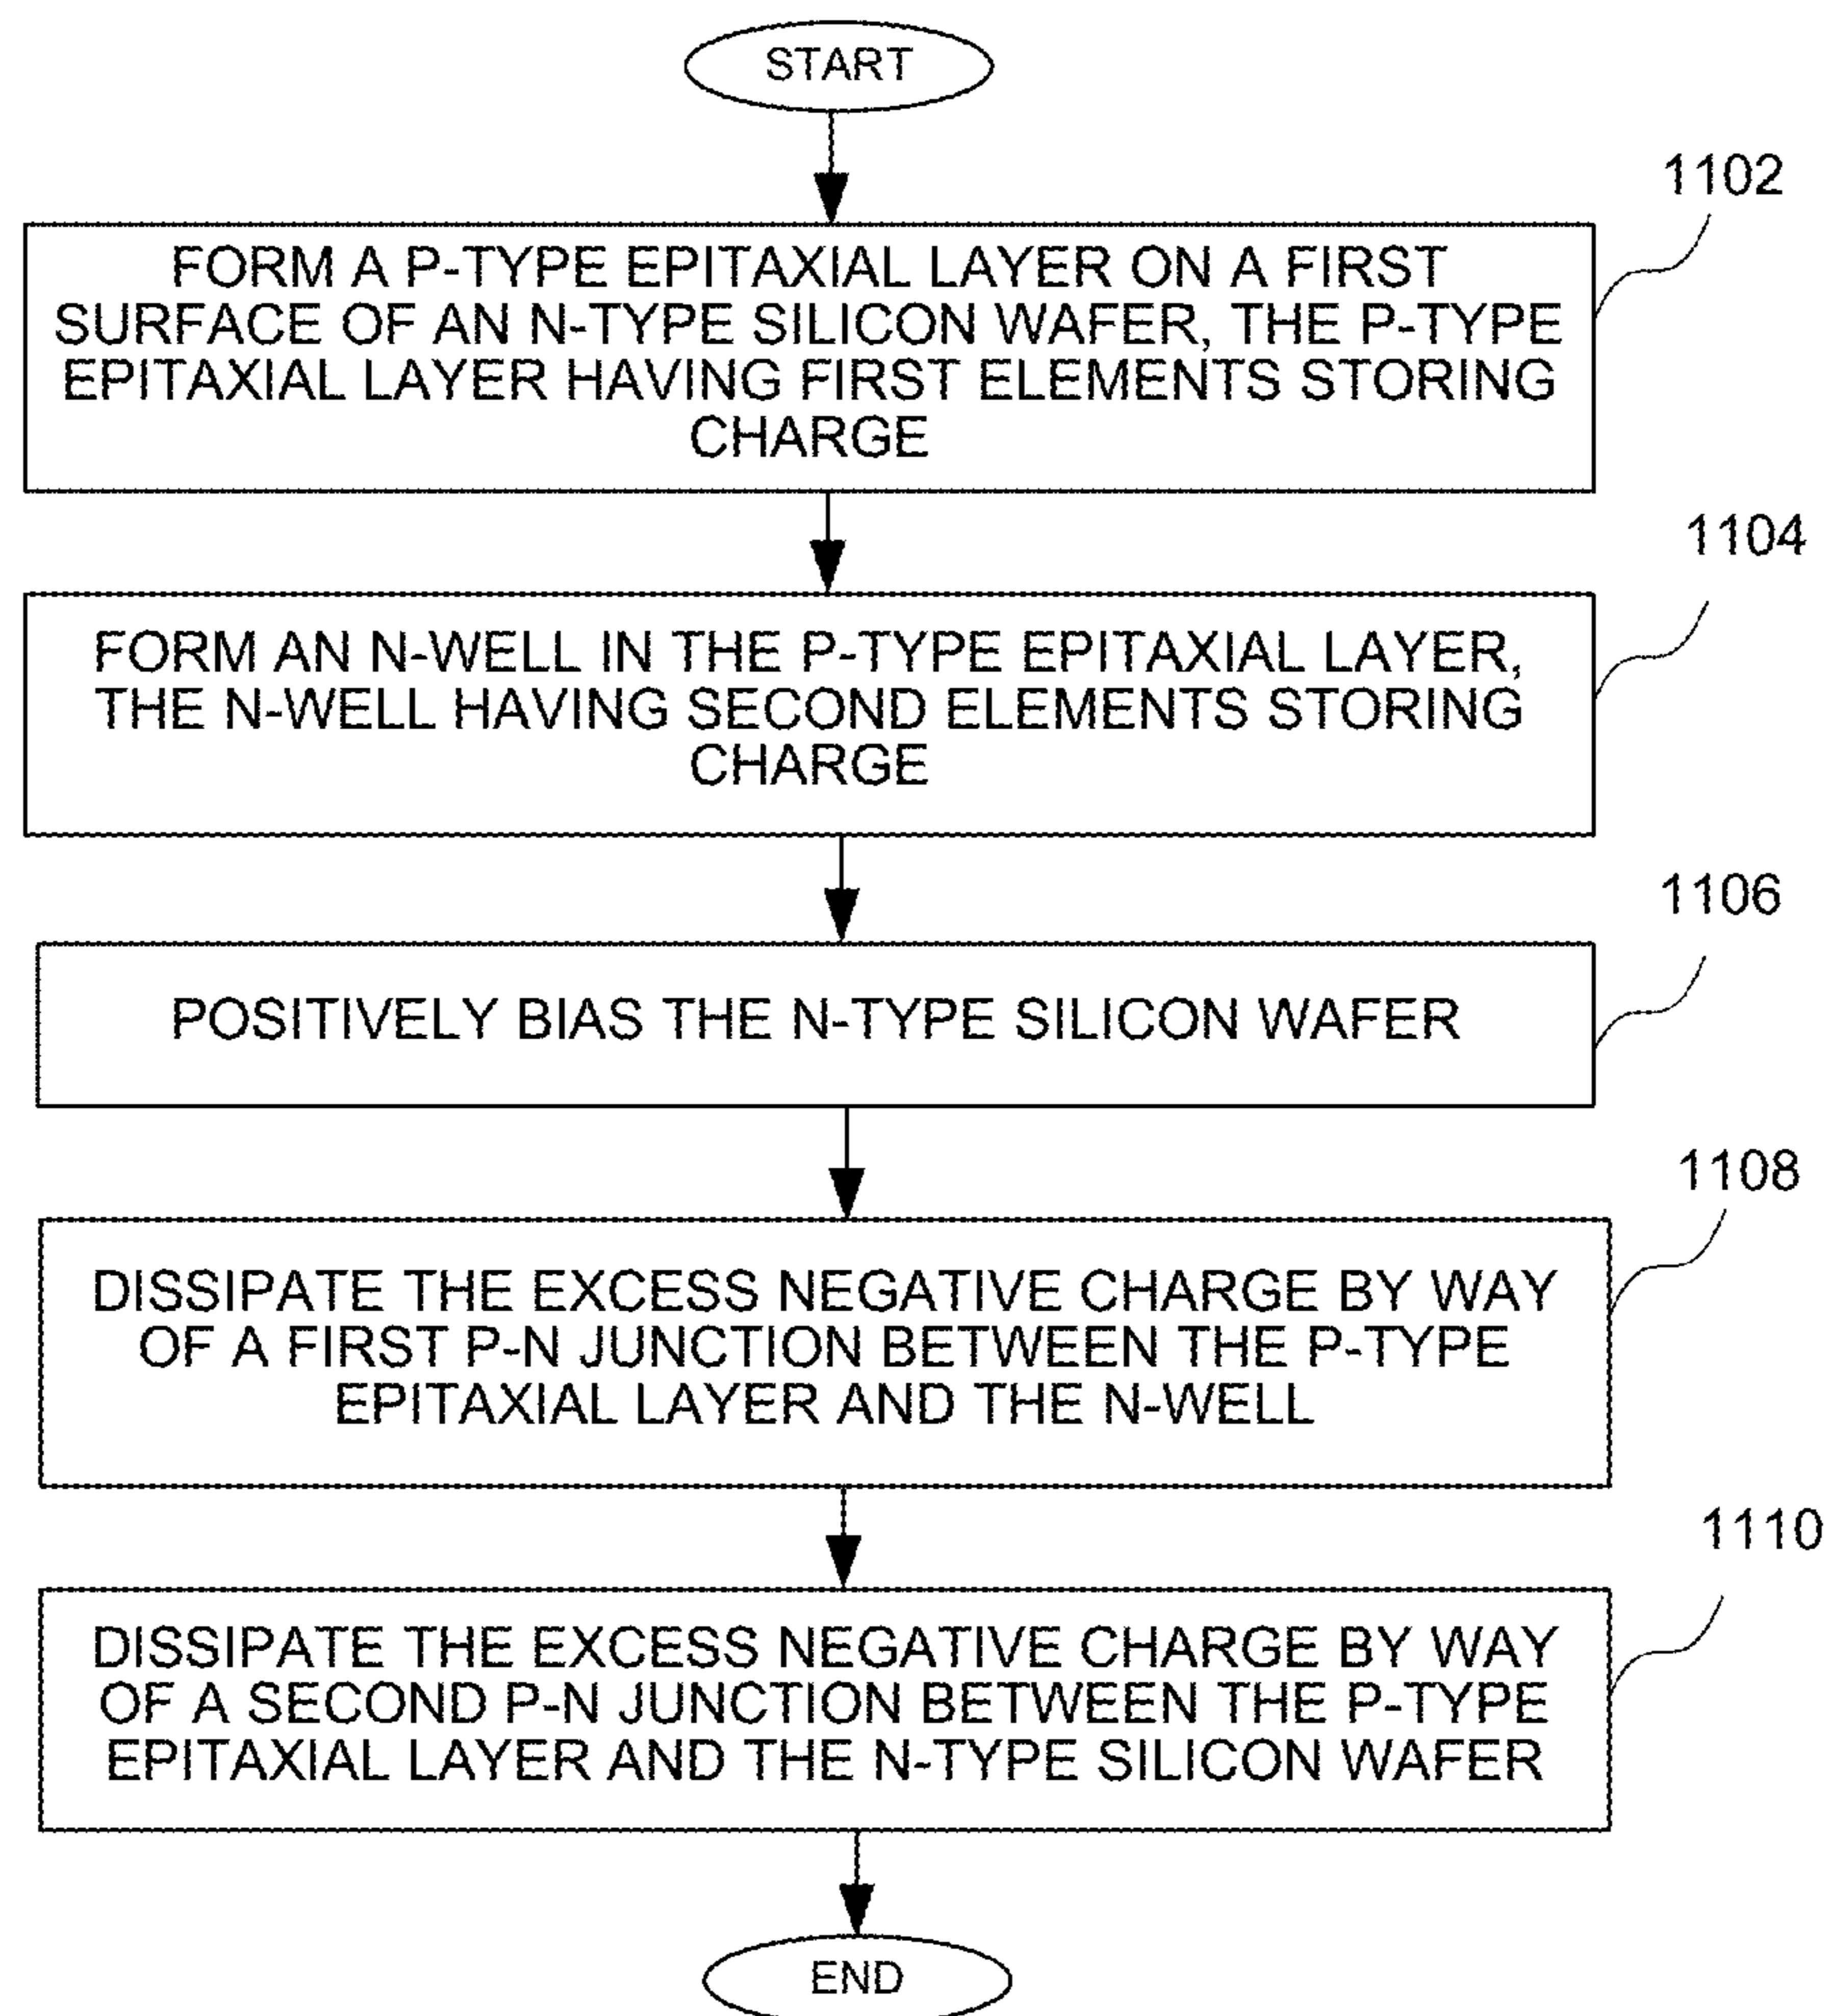 START
1102
FORM A P-TYPE EPITAXIAL LAYER ON A FIRST
SURFACE OF AN N-TYPE SILICON WAFER, THE P-TYPE
EPITAXIAL LAYER HAVING FIRST ELEMENTS STORING
CHARGE
1104
FORM AN N-WELL IN THE P-TYPE EPITAXIAL LAYER,
THE N-WELL HAVING SECOND ELEMENTS STORING
CHARGE
1106
POSITIVELY BIAS THE N-TYPE SILICON WAFER
1108
DISSIPATE THE EXCESS NEGATIVE CHARGE BY WAY
OF A FIRST P-N JUNCTION BETWEEN THE P-TYPE
EPITAXIAL LAYER AND THE N-WELL
1110
DISSIPATE THE EXCESS NEGATIVE CHARGE BY WAY
OF A SECOND P-N JUNCTION BETWEEN THE P-TYPE
EPITAXIAL LAYER AND THE N-TYPE SILICON WAFER
END